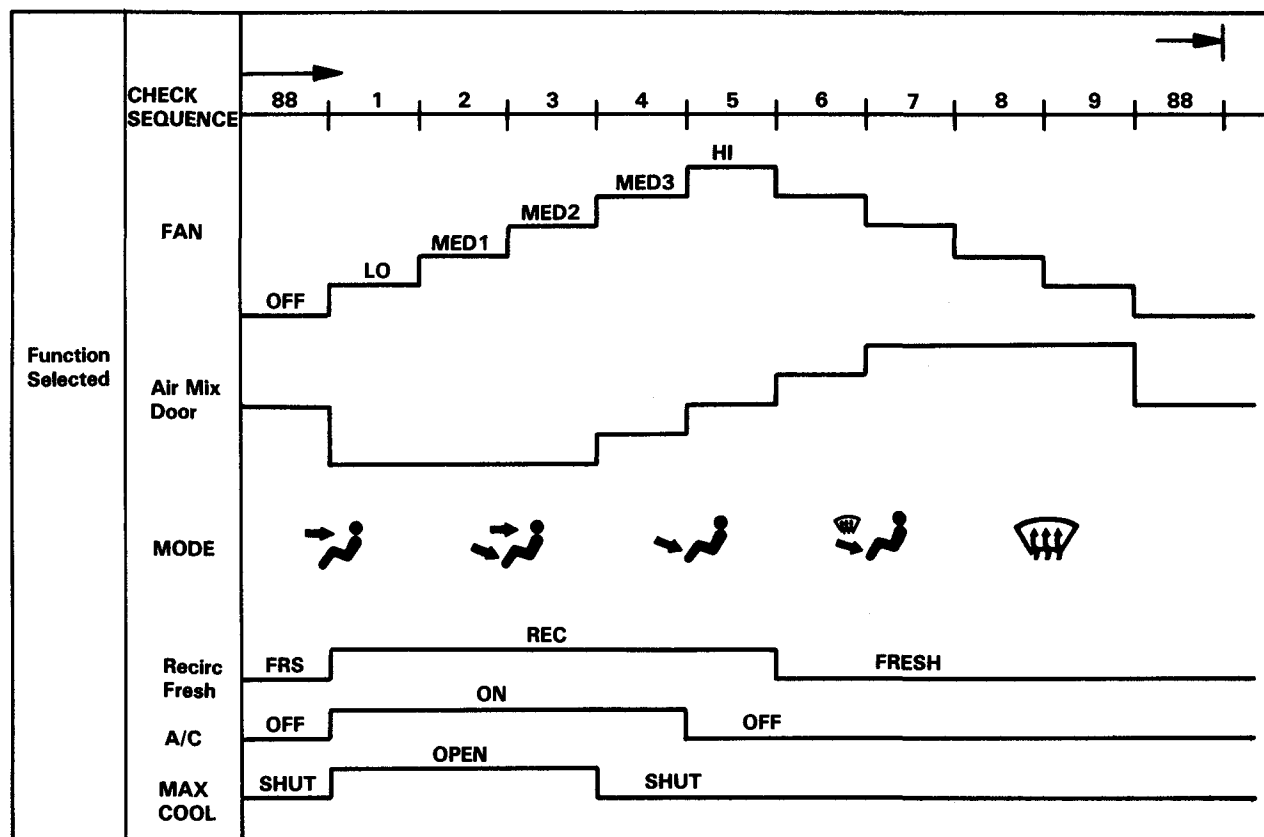 CHECK
SEQUENCE
88 1 2 3 4 5 6 7 8 9 88
HI
MED3
MED2
FAN
MED1
LO
OFF
Function
Selected
Air Mix
Door
MODE
REC
Recirc
Fresh
FRS
FRESH
ON
A/C
OFF
OFF
OPEN
MAX
COOL
SHUT
SHUT